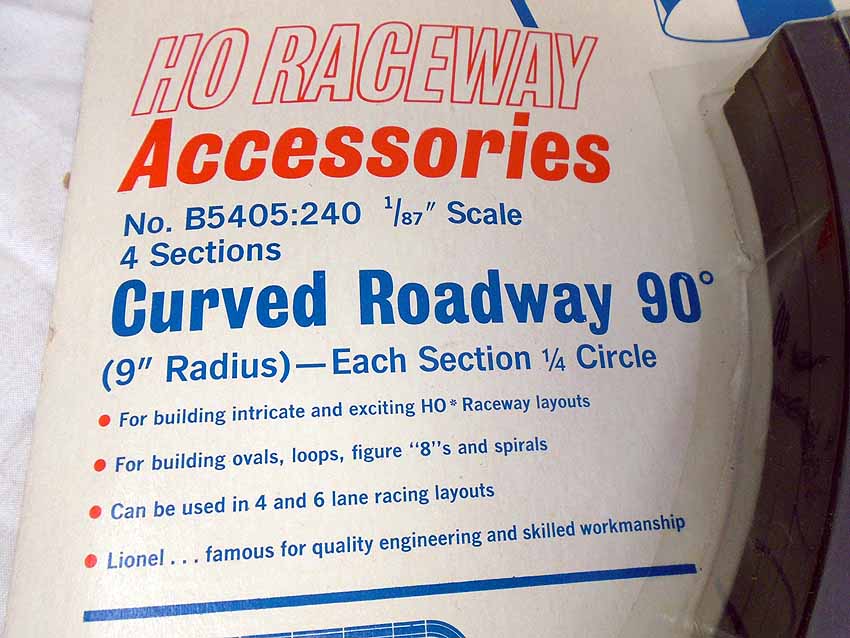 HO RACEWAY
Accessories
No. B5405:240 1/87" Scale
4 Sections
Curved Roadway 90°
(9" Radius)—Each Section ¼ Circle
• For building intricate and exciting HO* Raceway layouts
• For building ovals, loops, figure "8"s and spirals
• Can be used in 4 and 6 lane racing layouts
• Lionel . . . famous for quality engineering and skilled workmanship